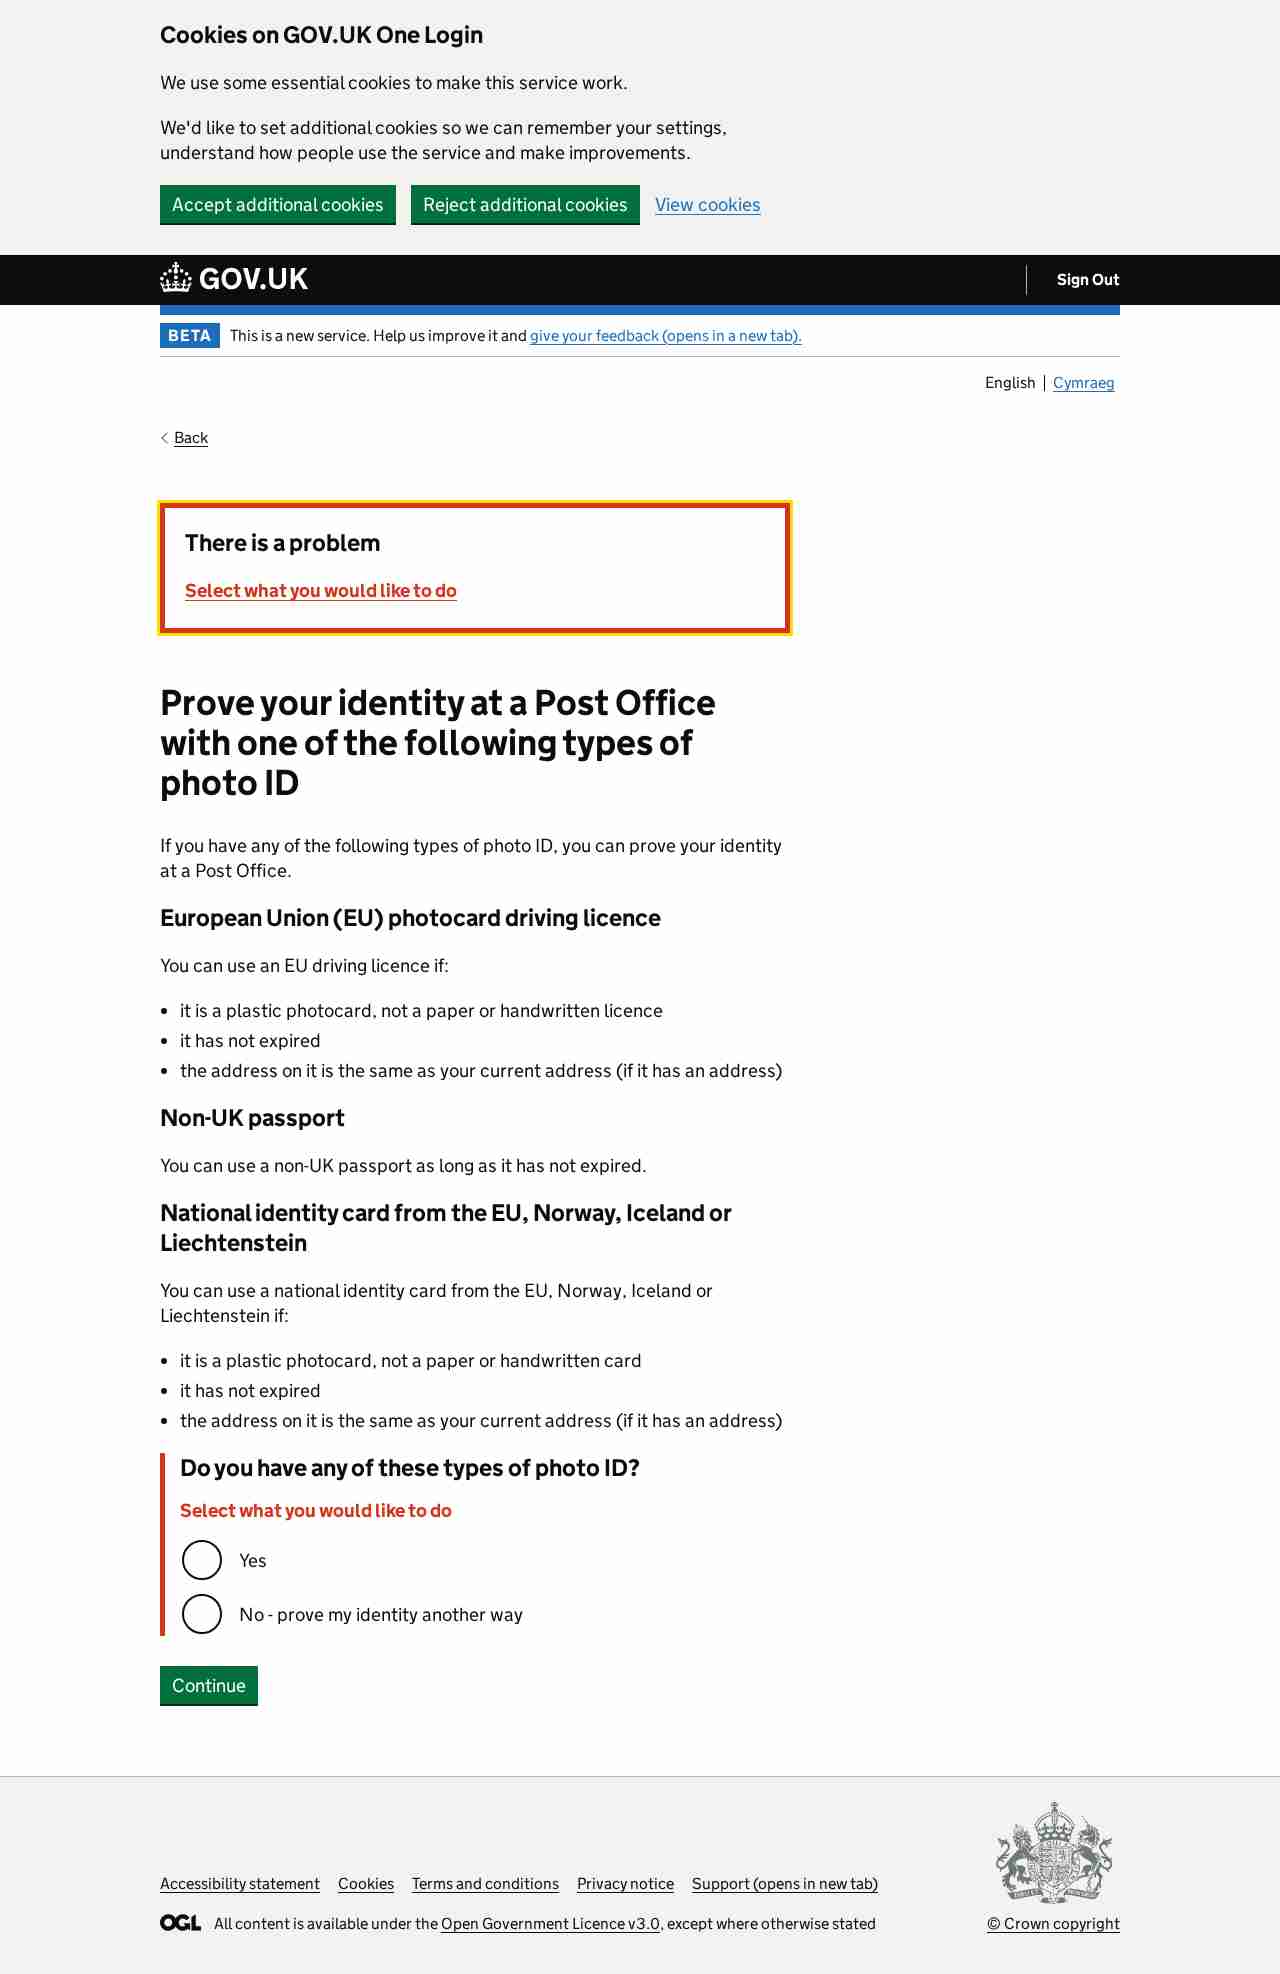 Cookies on GOV.UK One Login
We use some essential cookies to make this service work.
We'd like to set additional cookies so we can remember your settings,
understand how people use the service and make improvements.
Accept additional cookies Reject additional cookies View cookies
GOV.UK Sign Out
BETA This is a new service. Help us improve it and give your feedback (opens in a new tab).
English Cymraeg
Back
There is a problem
Select what you would like to do
Prove your identity at a Post Office
with one of the following types of
photo ID
If you have any of the following types of photo ID, you can prove your identity
at a Post Office.
European Union (EU) photocard driving licence
You can use an EU driving licence if:
• it is a plastic photocard, not a paper or handwritten licence
• it has not expired
• the address on it is the same as your current address (if it has an address)
Non-UK passport
You can use a non-UK passport as long as it has not expired.
National identity card from the EU, Norway, Iceland or
Liechtenstein
You can use a national identity card from the EU, Norway, Iceland or
Liechtenstein if:
• it is a plastic photocard, not a paper or handwritten card
• it has not expired
• the address on it is the same as your current address (if it has an address)
Do you have any of these types of photo ID?
Select what you would like to do
Yes
No - prove my identity another way
Continue
Accessibility statement Cookies Terms and conditions Privacy notice Support (opens in new tab)
OGL All content is available under the Open Government Licence v3.0, except where otherwise stated
© Crown copyright